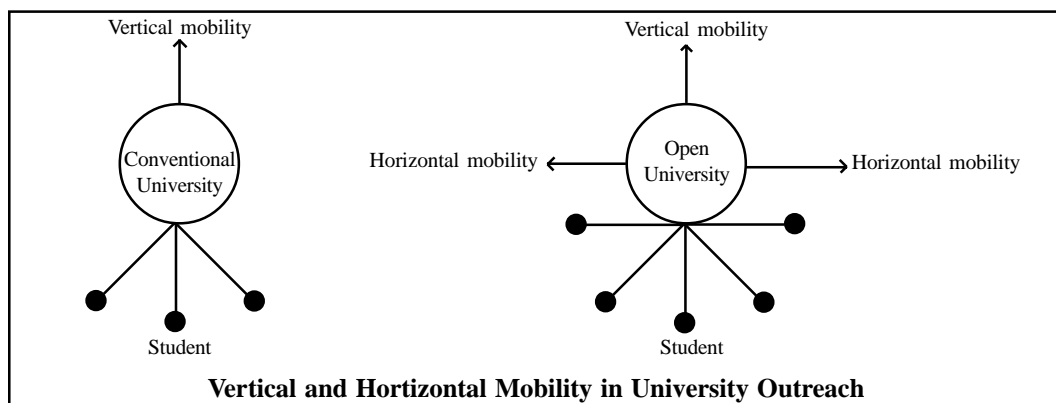 Vertical mobility
Conventional
University
Student
Vertical mobility
Open
University
Horizontal mobility
Horizontal mobility
Student
Vertical and Hortizontal Mobility in University Outreach